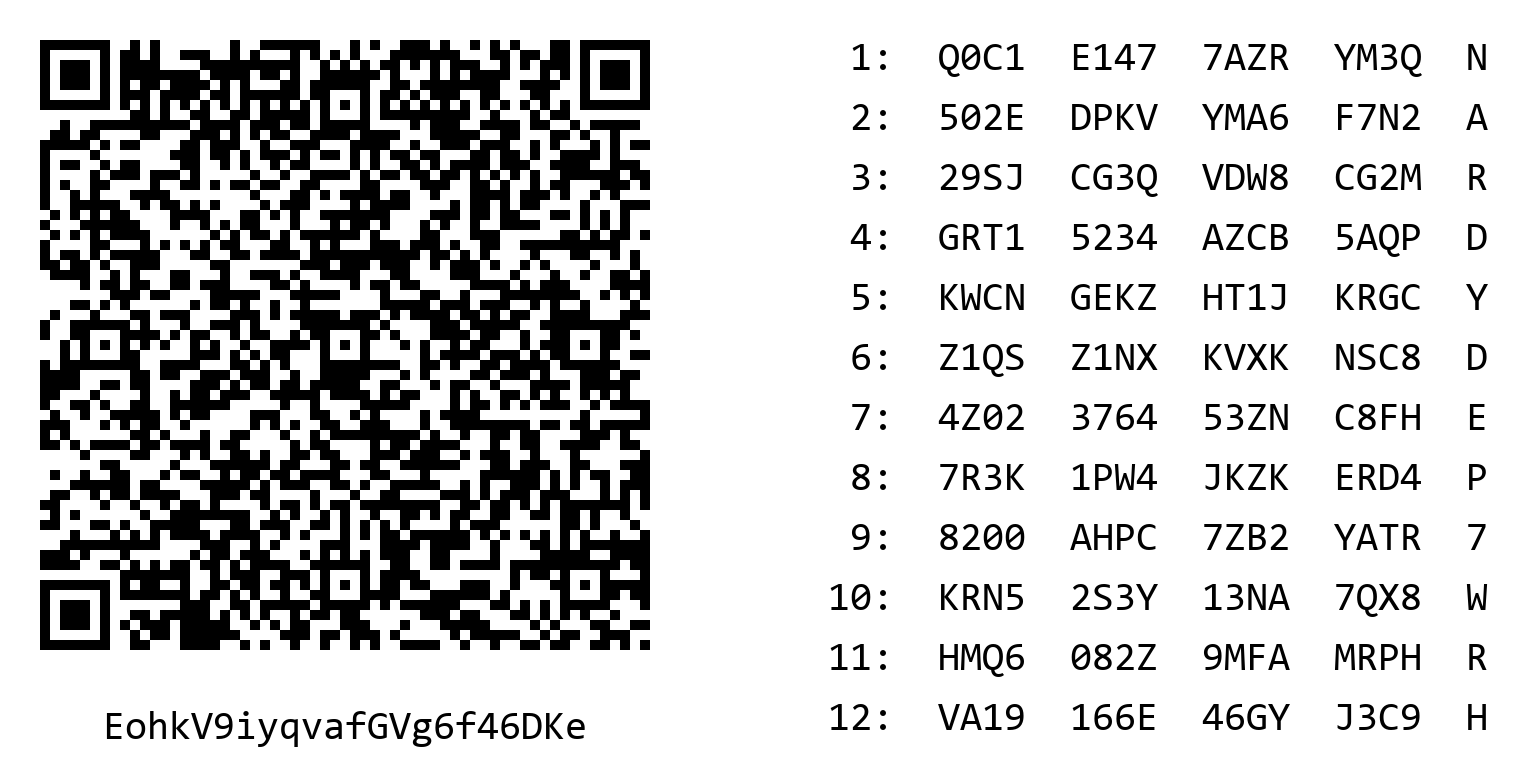 1: Q0C1 E147 7AZR YM3Q N
2: 502E DPKV YMA6 F7N2 A
3: 29SJ CG3Q VDW8 CG2M R
4: GRT1 5234 AZCB 5AQP D
5: KWCN GEKZ HT1J KRGC Y
6: Z1QS Z1NX KVXK NSC8 D
7: 4Z02 3764 53ZN C8FH E
8: 7R3K 1PW4 JKZK ERD4 P
9: 8200 AHPC 7ZB2 YATR 7
10: KRN5 2S3Y 13NA 7QX8 W
11: HMQ6 082Z 9MFA MRPH R
12: VA19 166E 46GY J3C9 H
EohkV9iyqvafGVg6f46DKe